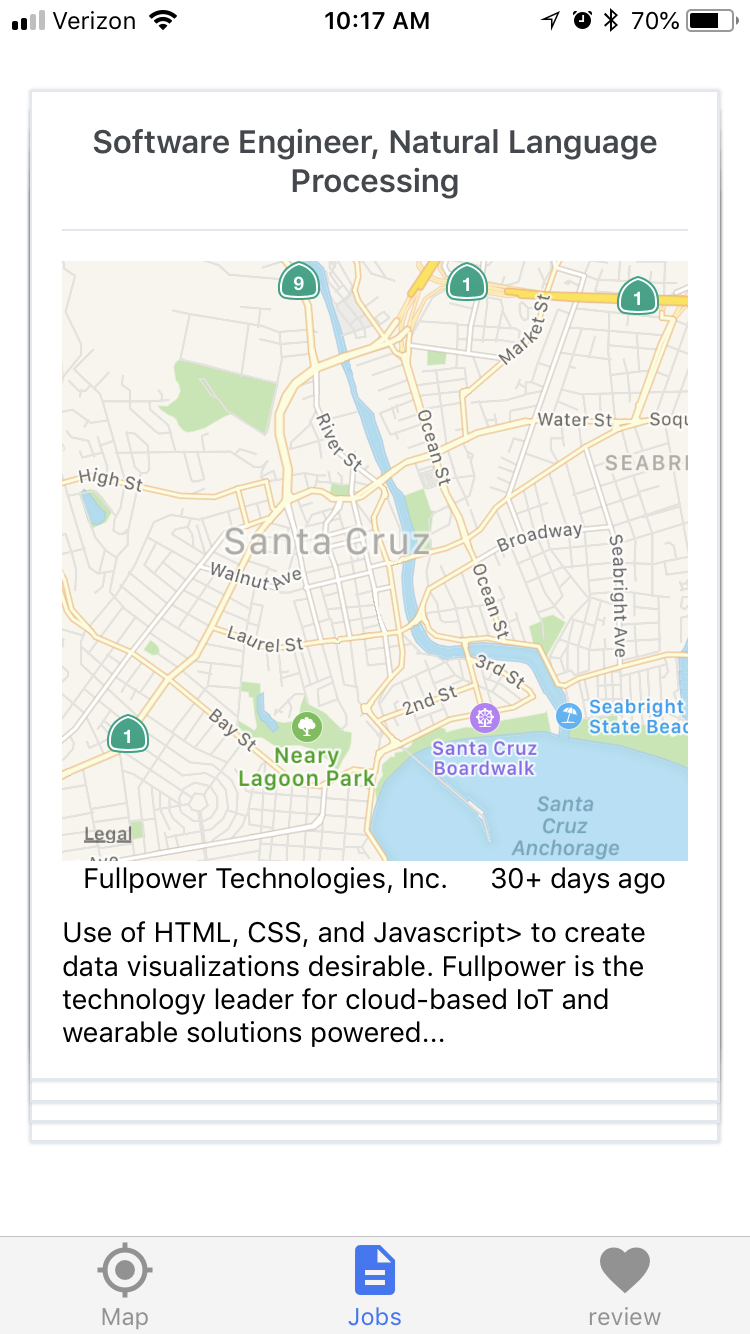 Verizon 10:17 AM 70%
Software Engineer, Natural Language
Processing
9
1
1
Market St
Ocean St
River St
Water St
Soqu
SEABRI
High St
Santa Cruz
Broadway
Walnut Ave
Seabright Ave
Ocean St
Laurel St
3rd St
2nd St
Bay St
1
Seabright
State Beac
Neary
Lagoon Park
Santa Cruz
Boardwalk
Santa
Cruz
Anchorage
Legal
Fullpower Technologies, Inc. 30+ days ago
Use of HTML, CSS, and Javascript> to create
data visualizations desirable. Fullpower is the
technology leader for cloud-based IoT and
wearable solutions powered...
Map Jobs review